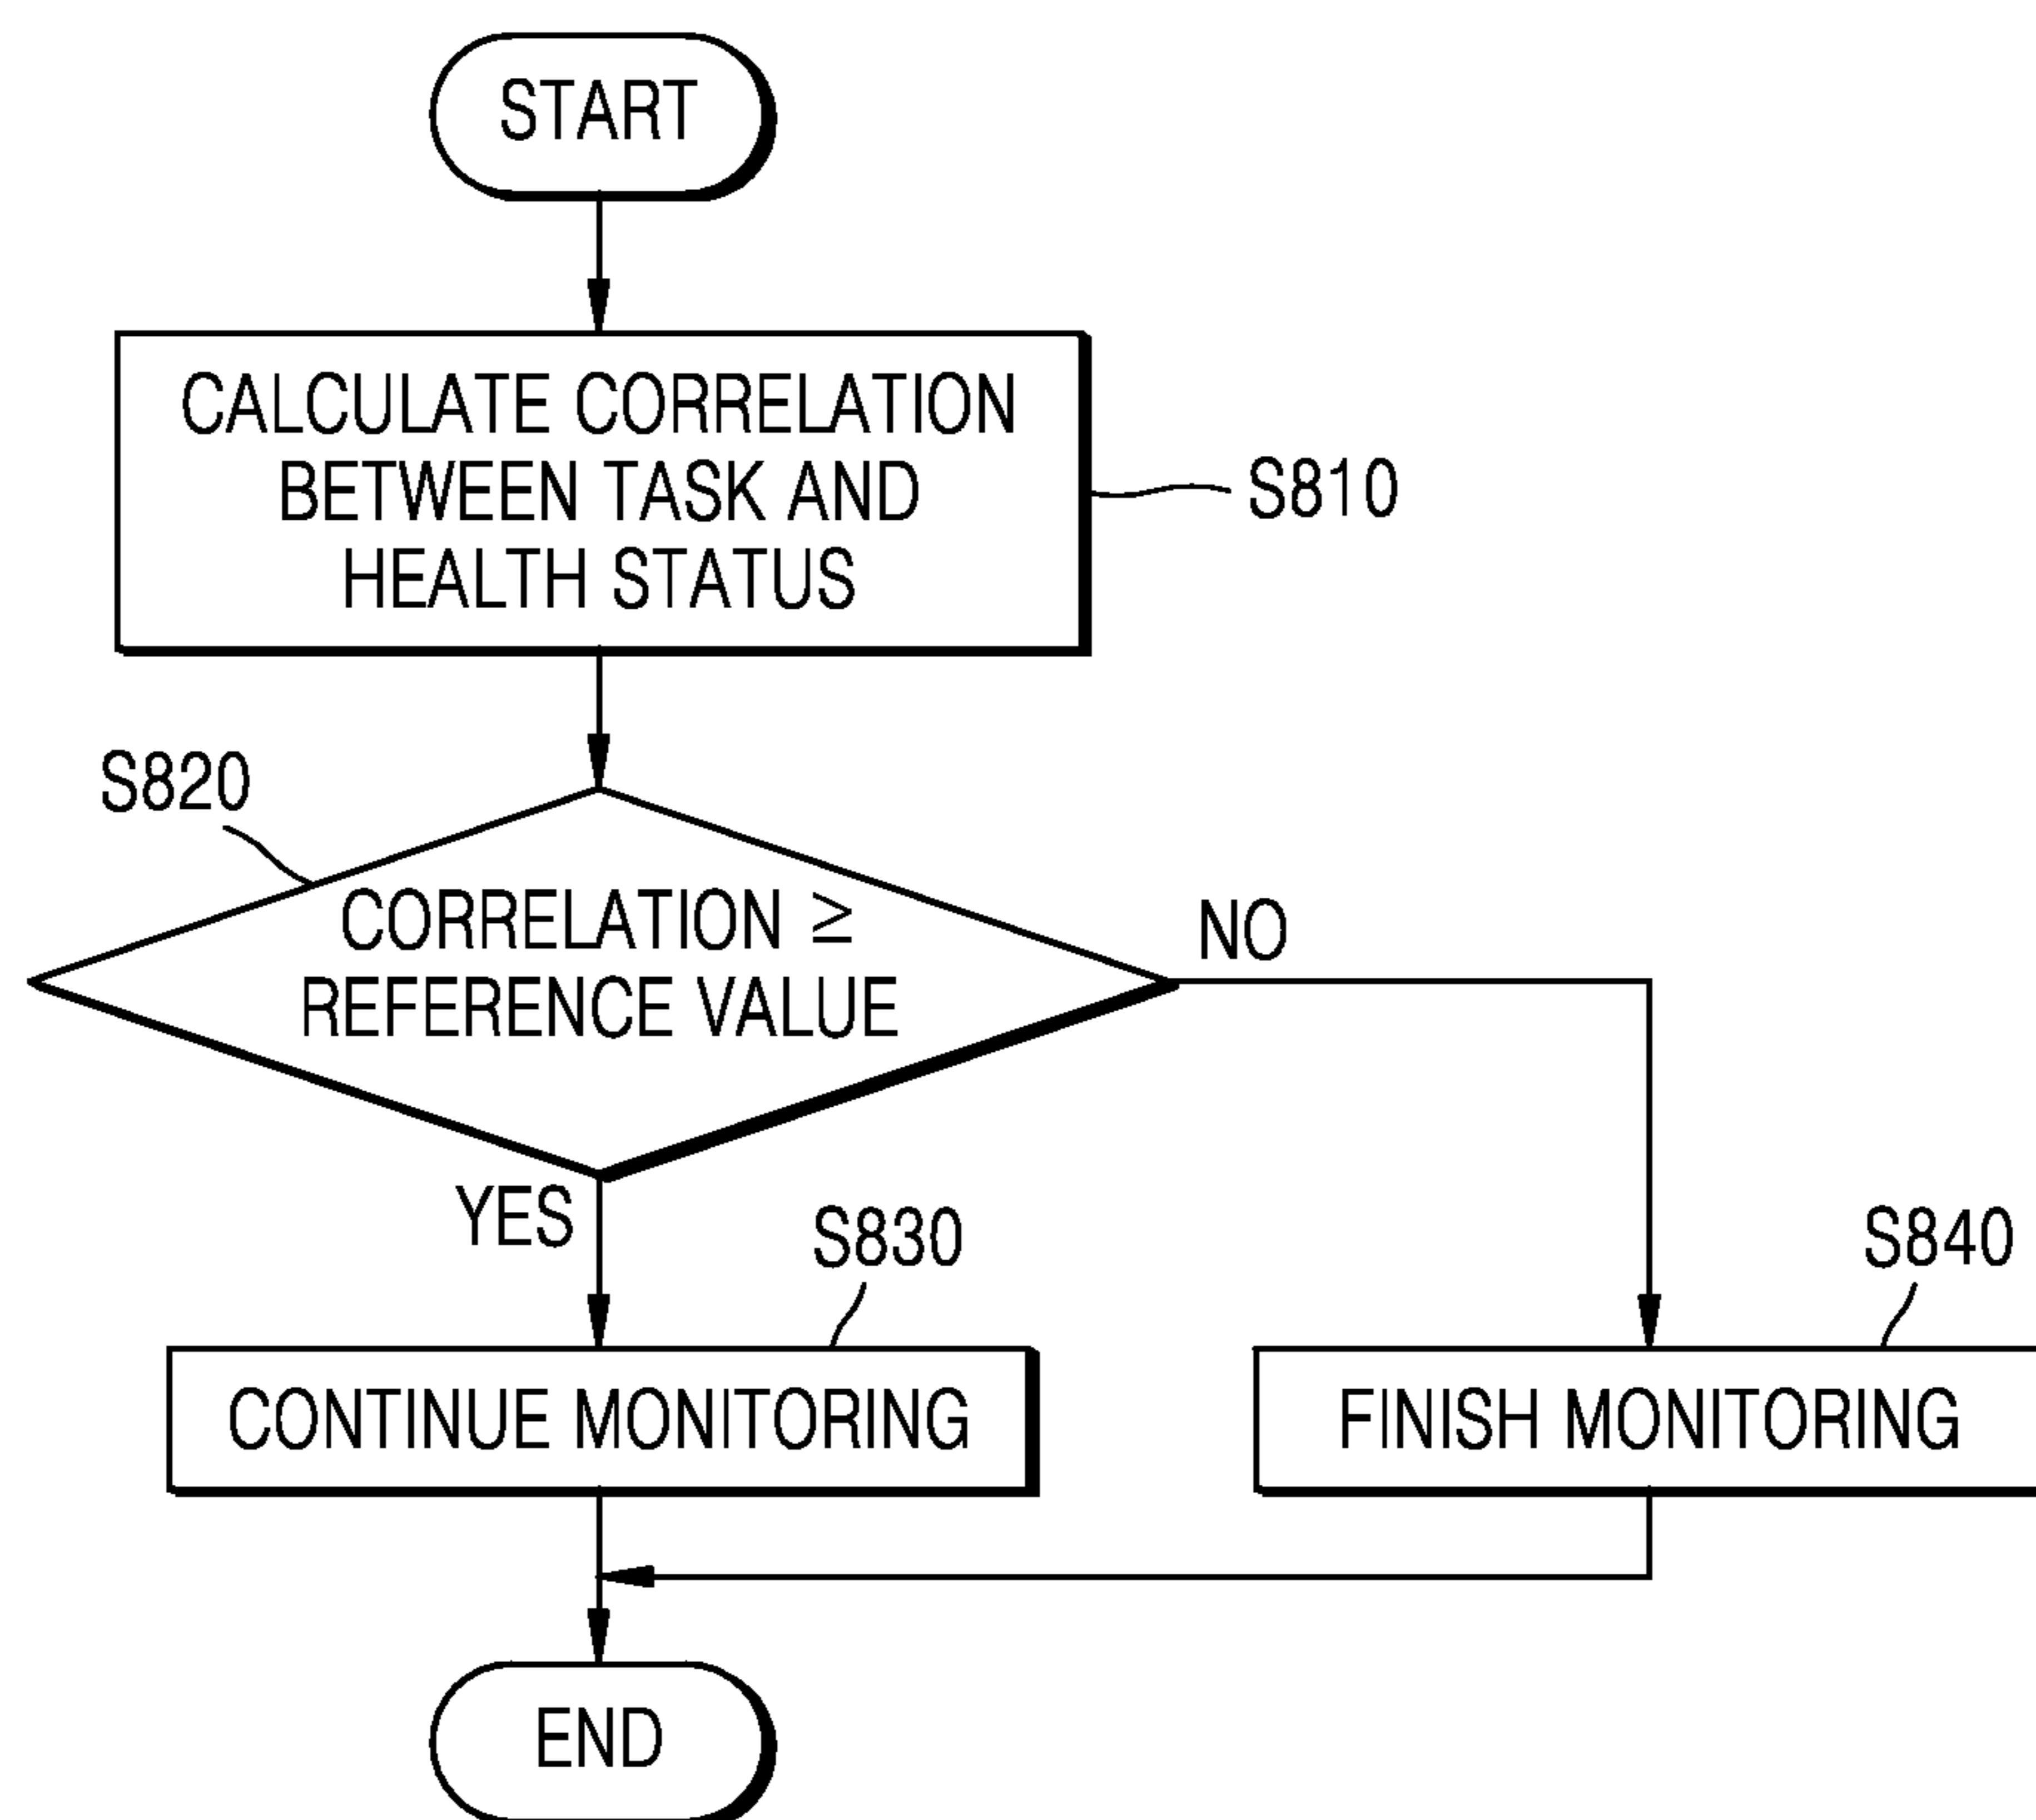 START
CALCULATE CORRELATION
BETWEEN TASK AND
HEALTH STATUS
S810
S820
CORRELATION ≥
REFERENCE VALUE
NO
YES
S830
S840
CONTINUE MONITORING
FINISH MONITORING
END